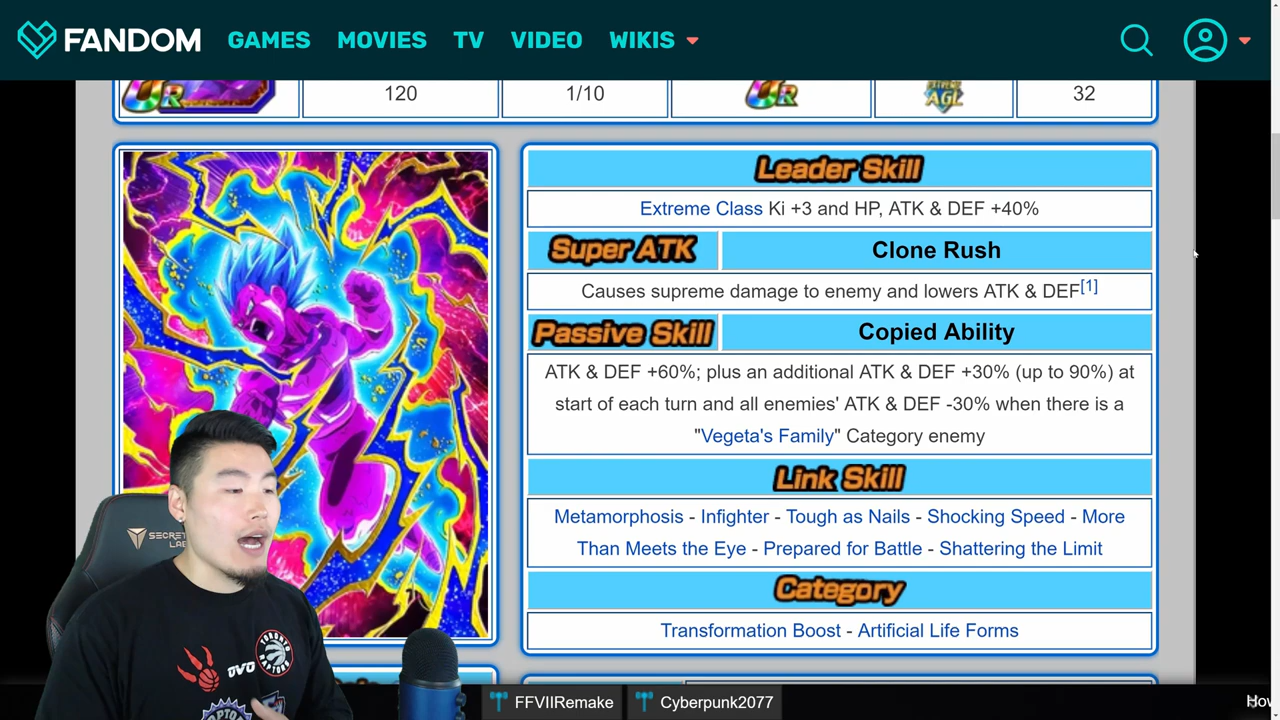 FANDOM GAMES MOVIES TV VIDEO WIKIS
UR 120 1/10 UR EXTREME AGL 32
Leader Skill
Extreme Class Ki +3 and HP, ATK & DEF +40%
Super ATK Clone Rush
Causes supreme damage to enemy and lowers ATK & DEF[1]
Passive Skill Copied Ability
ATK & DEF +60%; plus an additional ATK & DEF +30% (up to 90%) at
start of each turn and all enemies' ATK & DEF -30% when there is a
"Vegeta's Family" Category enemy
Link Skill
Metamorphosis - Infighter - Tough as Nails - Shocking Speed - More
Than Meets the Eye - Prepared for Battle - Shattering the Limit
Category
Transformation Boost - Artificial Life Forms
OVO
FFVIIRemake Cyberpunk2077